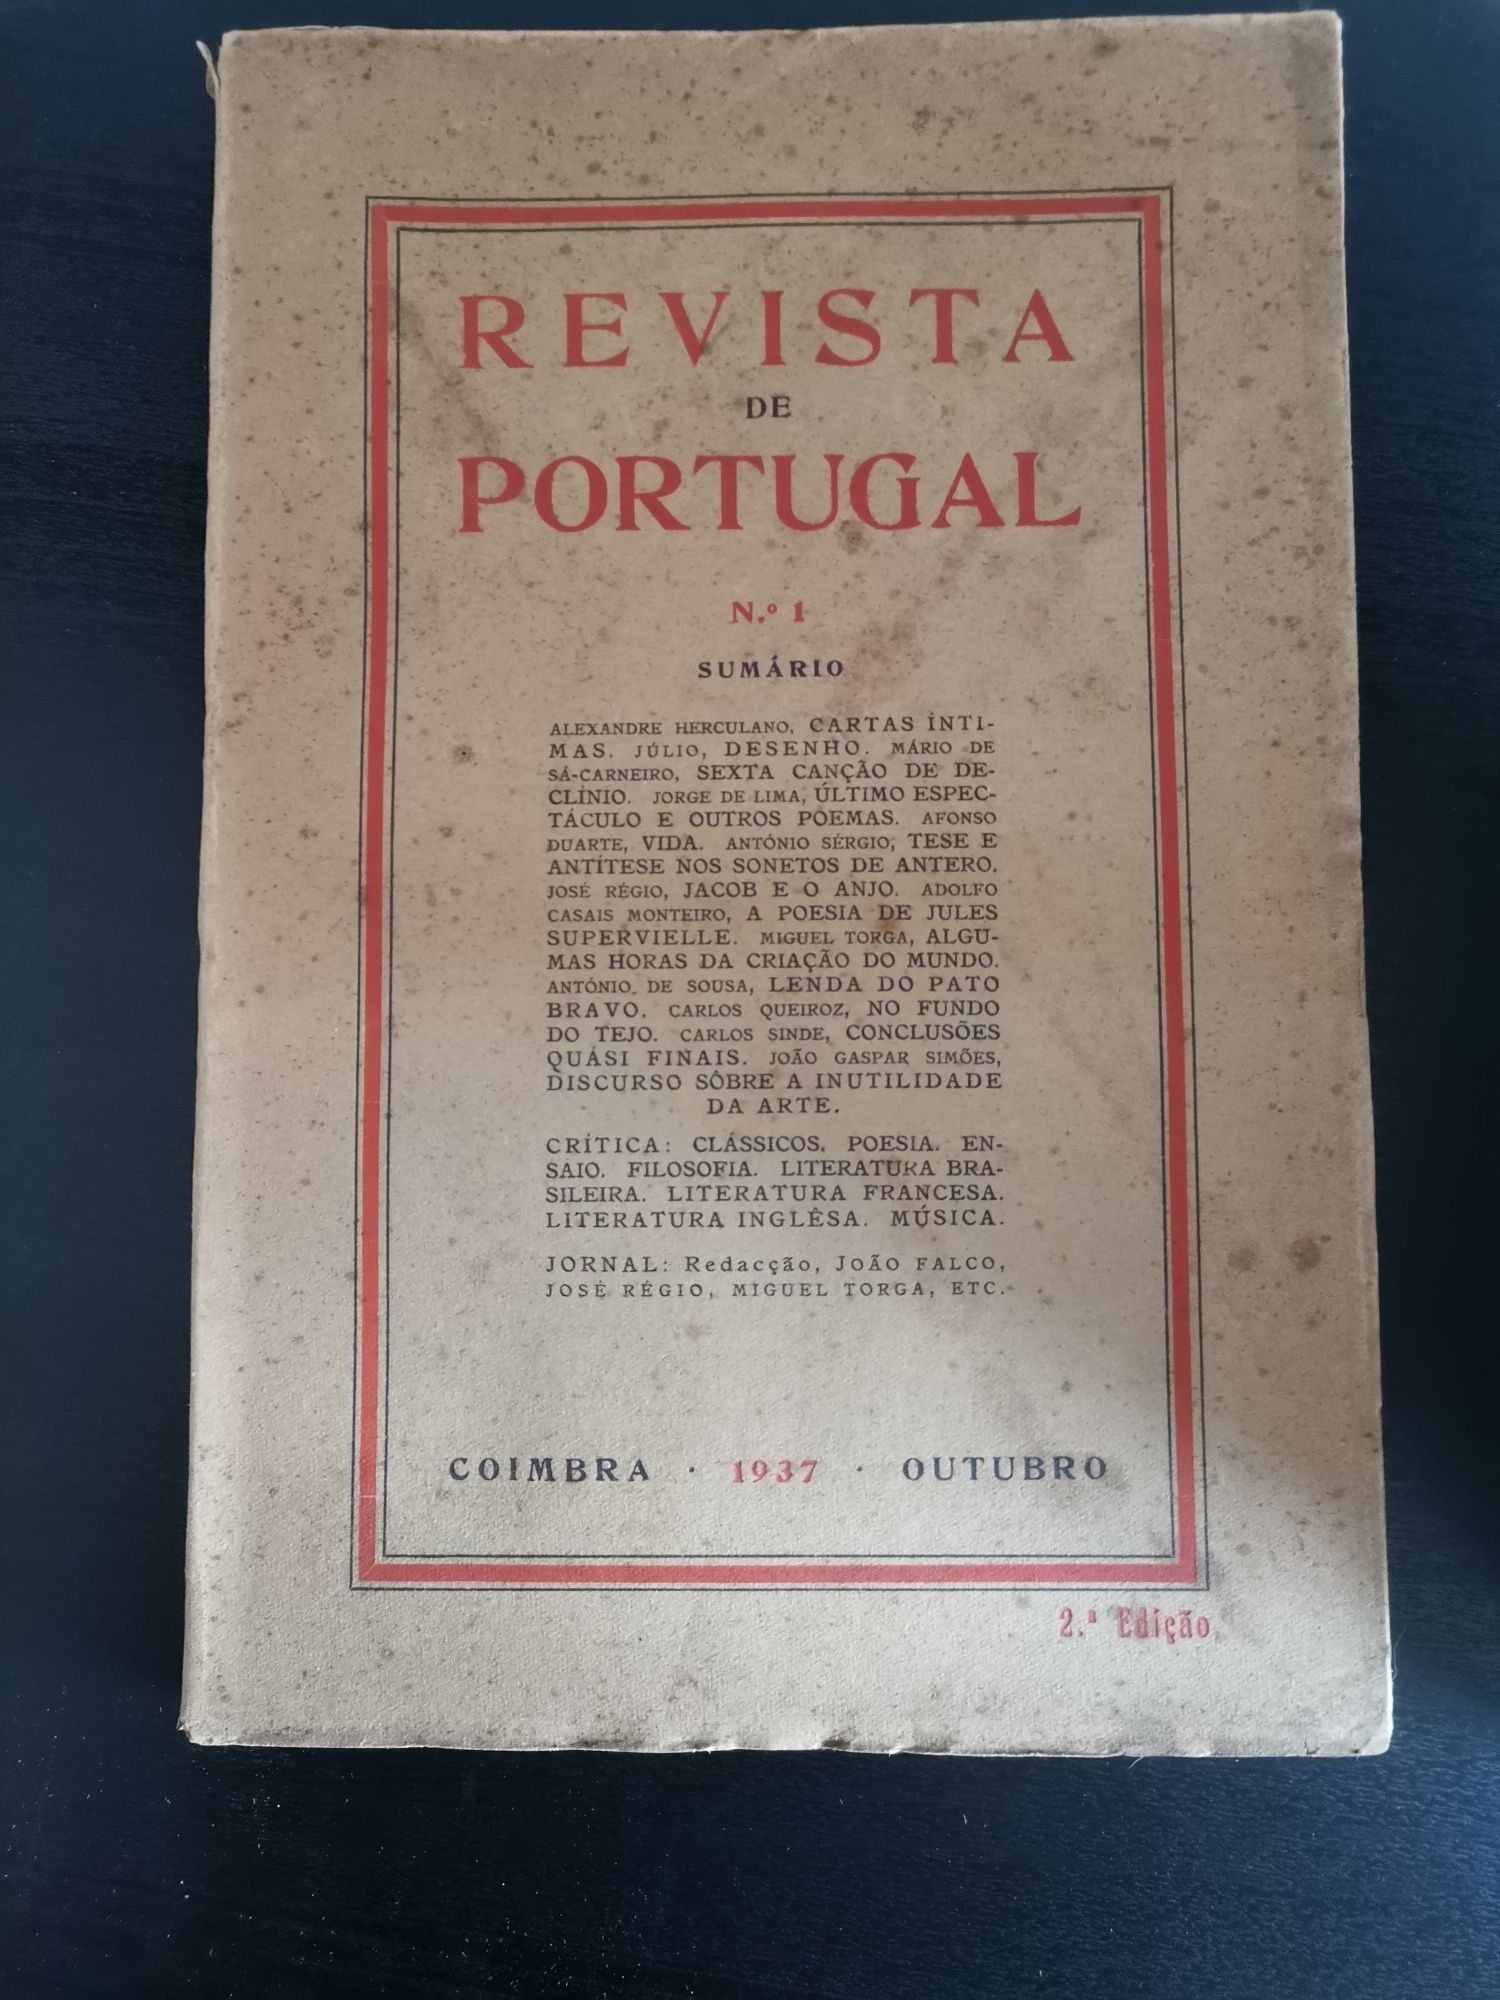 REVISTA
DE
PORTUGAL
N.º 1
SUMÁRIO
ALEXANDRE HERCULANO, CARTAS ÍNTI-
MAS. JÚLIO, DESENHO. MÁRIO DE
SÁ-CARNEIRO, SEXTA CANÇÃO DE DE-
CLÍNIO. JORGE DE LIMA, ÚLTIMO ESPEC-
TÁCULO E OUTROS POEMAS. AFONSO
DUARTE, VIDA. ANTÓNIO SÉRGIO, TESE E
ANTÍTESE NOS SONETOS DE ANTERO.
JOSÉ RÉGIO, JACOB E O ANJO. ADOLFO
CASAIS MONTEIRO, A POESIA DE JULES
SUPERVIELLE. MIGUEL TORGA, ALGU-
MAS HORAS DA CRIAÇÃO DO MUNDO.
ANTÓNIO DE SOUSA, LENDA DO PATO
BRAVO. CARLOS QUEIROZ, NO FUNDO
DO TEJO. CARLOS SINDE, CONCLUSÕES
QUÁSI FINAIS. JOÃO GASPAR SIMÕES,
DISCURSO SÔBRE A INUTILIDADE
DA ARTE.
CRÍTICA: CLÁSSICOS. POESIA. EN-
SAIO. FILOSOFIA. LITERATURA BRA-
SILEIRA. LITERATURA FRANCESA.
LITERATURA INGLÊSA. MÚSICA.
JORNAL: Redacção, JOÃO FALCO,
JOSÉ RÉGIO, MIGUEL TORGA, ETC.
COIMBRA · 1937 · OUTUBRO
2.ª Edição